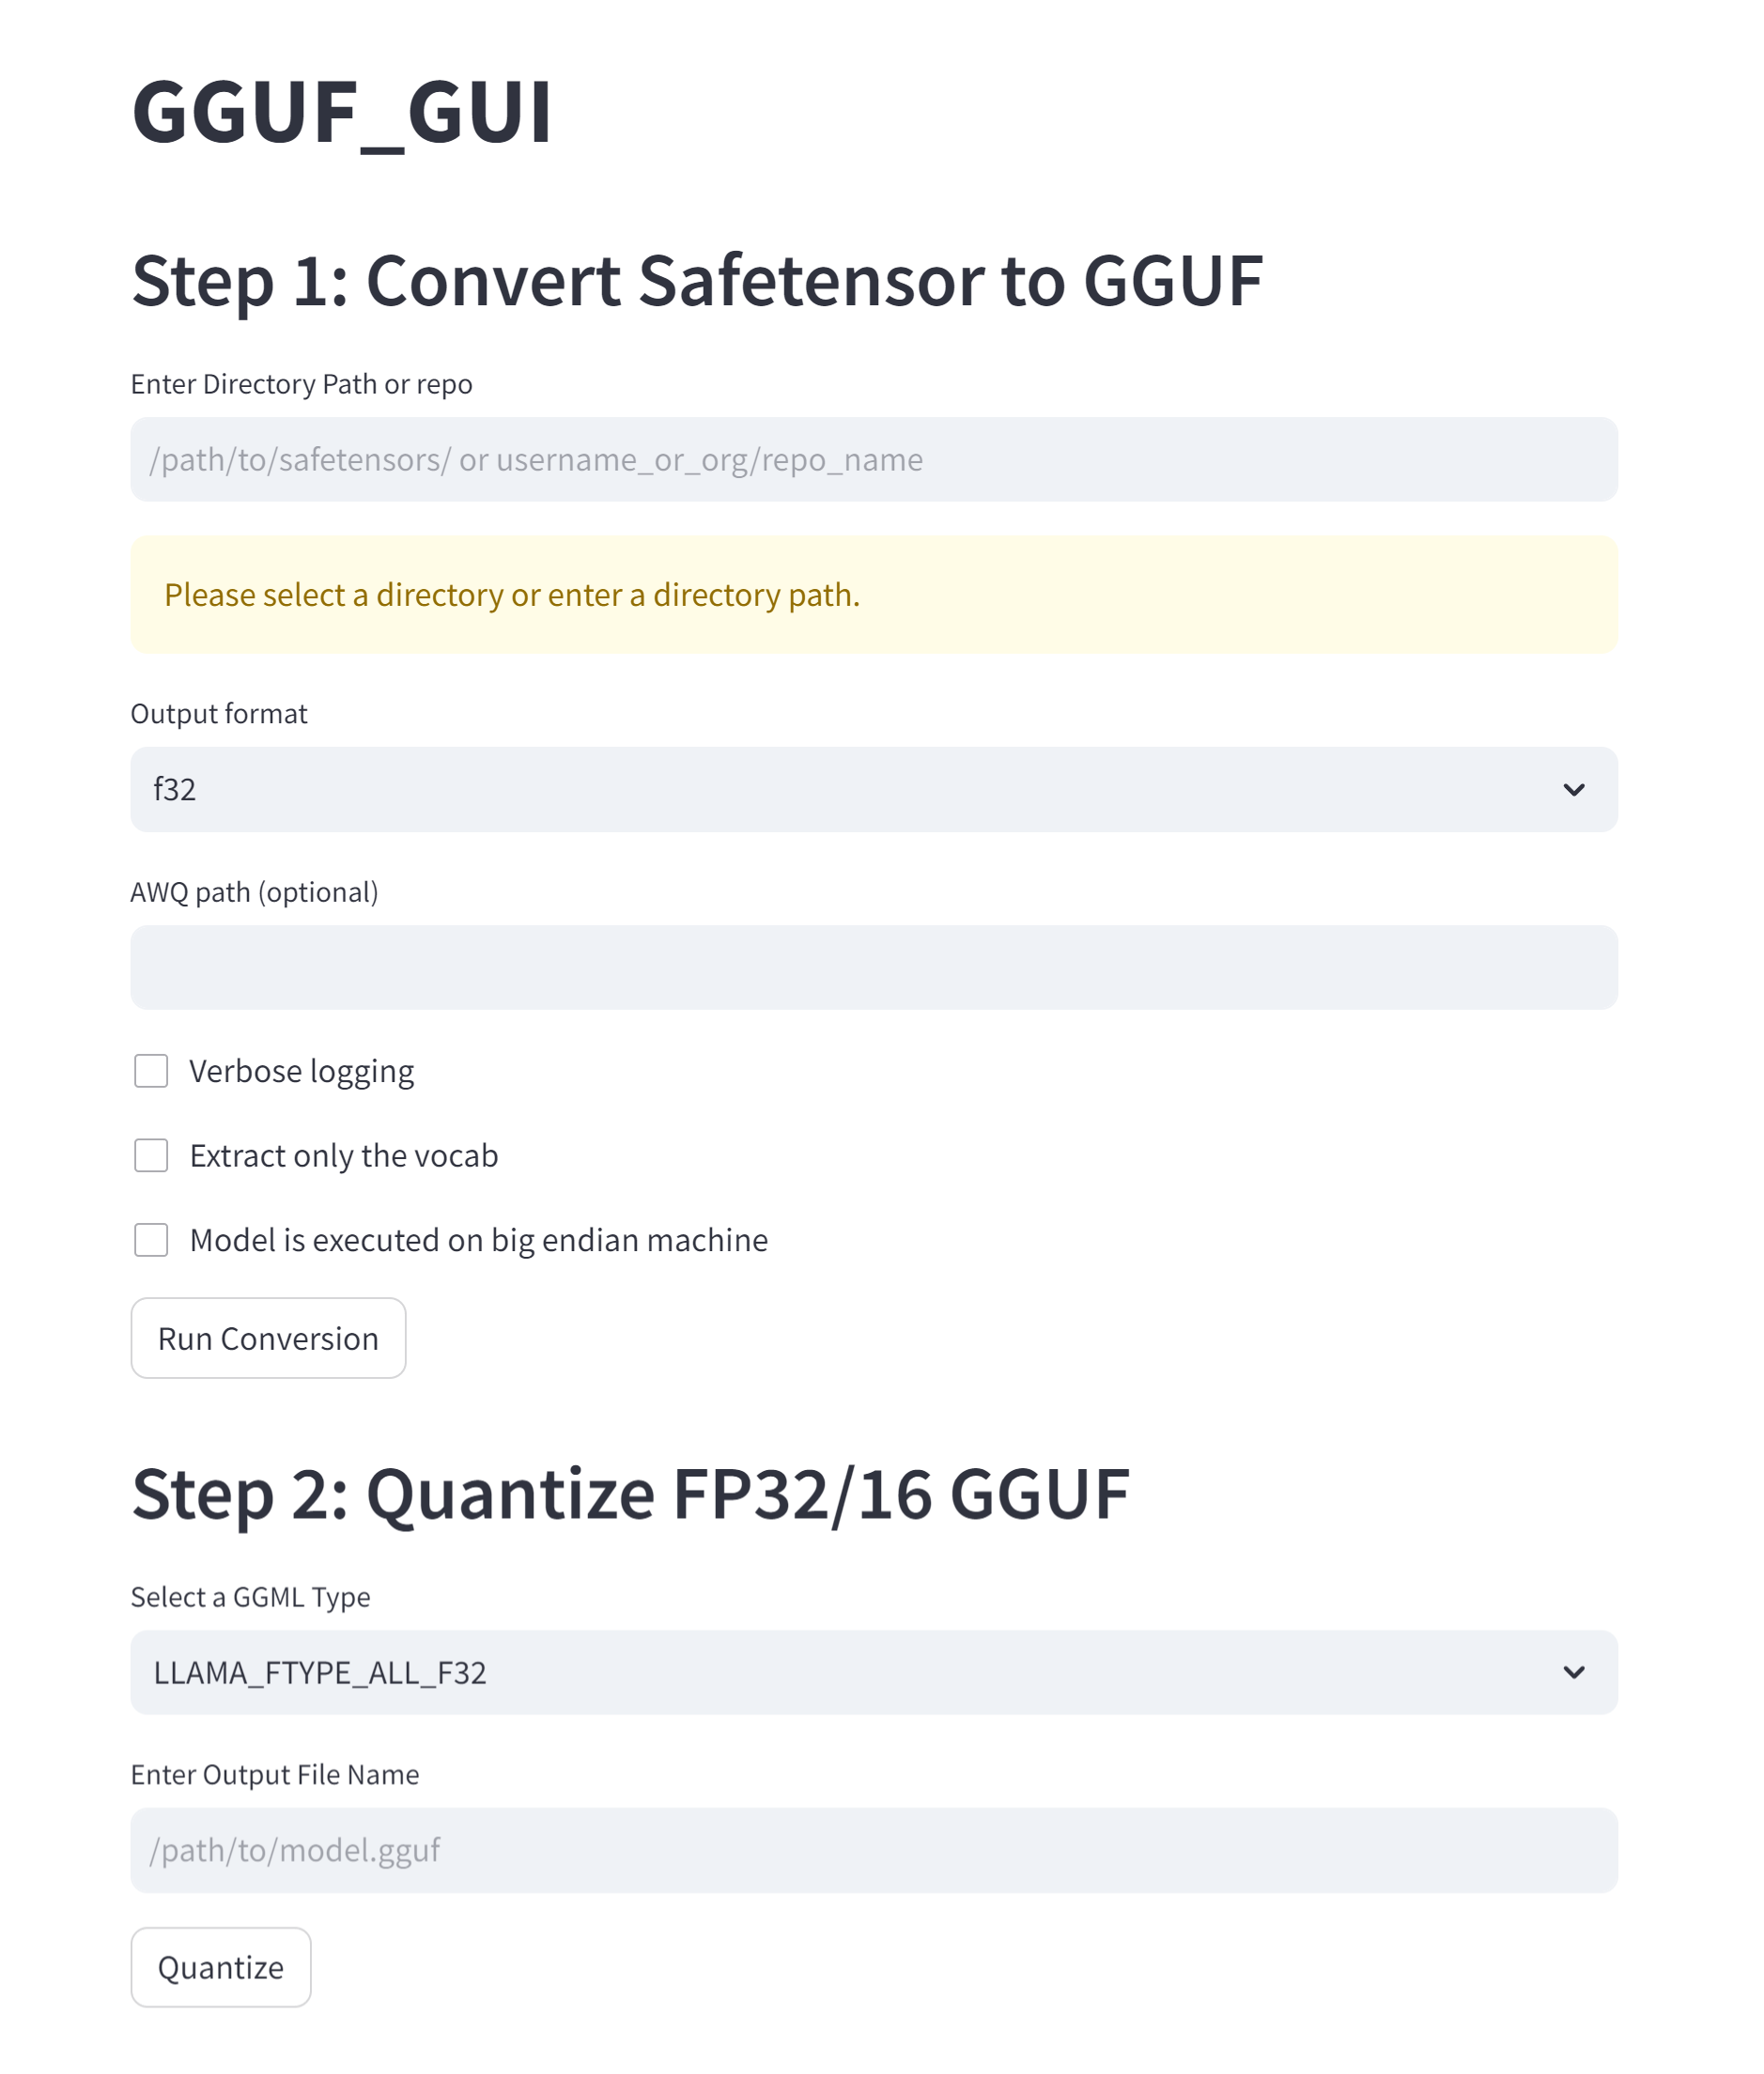 GGUF_GUI
Step 1: Convert Safetensor to GGUF
Enter Directory Path or repo
/path/to/safetensors/ or username_or_org/repo_name
Please select a directory or enter a directory path.
Output format
f32
AWQ path (optional)
Verbose logging
Extract only the vocab
Model is executed on big endian machine
Run Conversion
Step 2: Quantize FP32/16 GGUF
Select a GGML Type
LLAMA_FTYPE_ALL_F32
Enter Output File Name
/path/to/model.gguf
Quantize